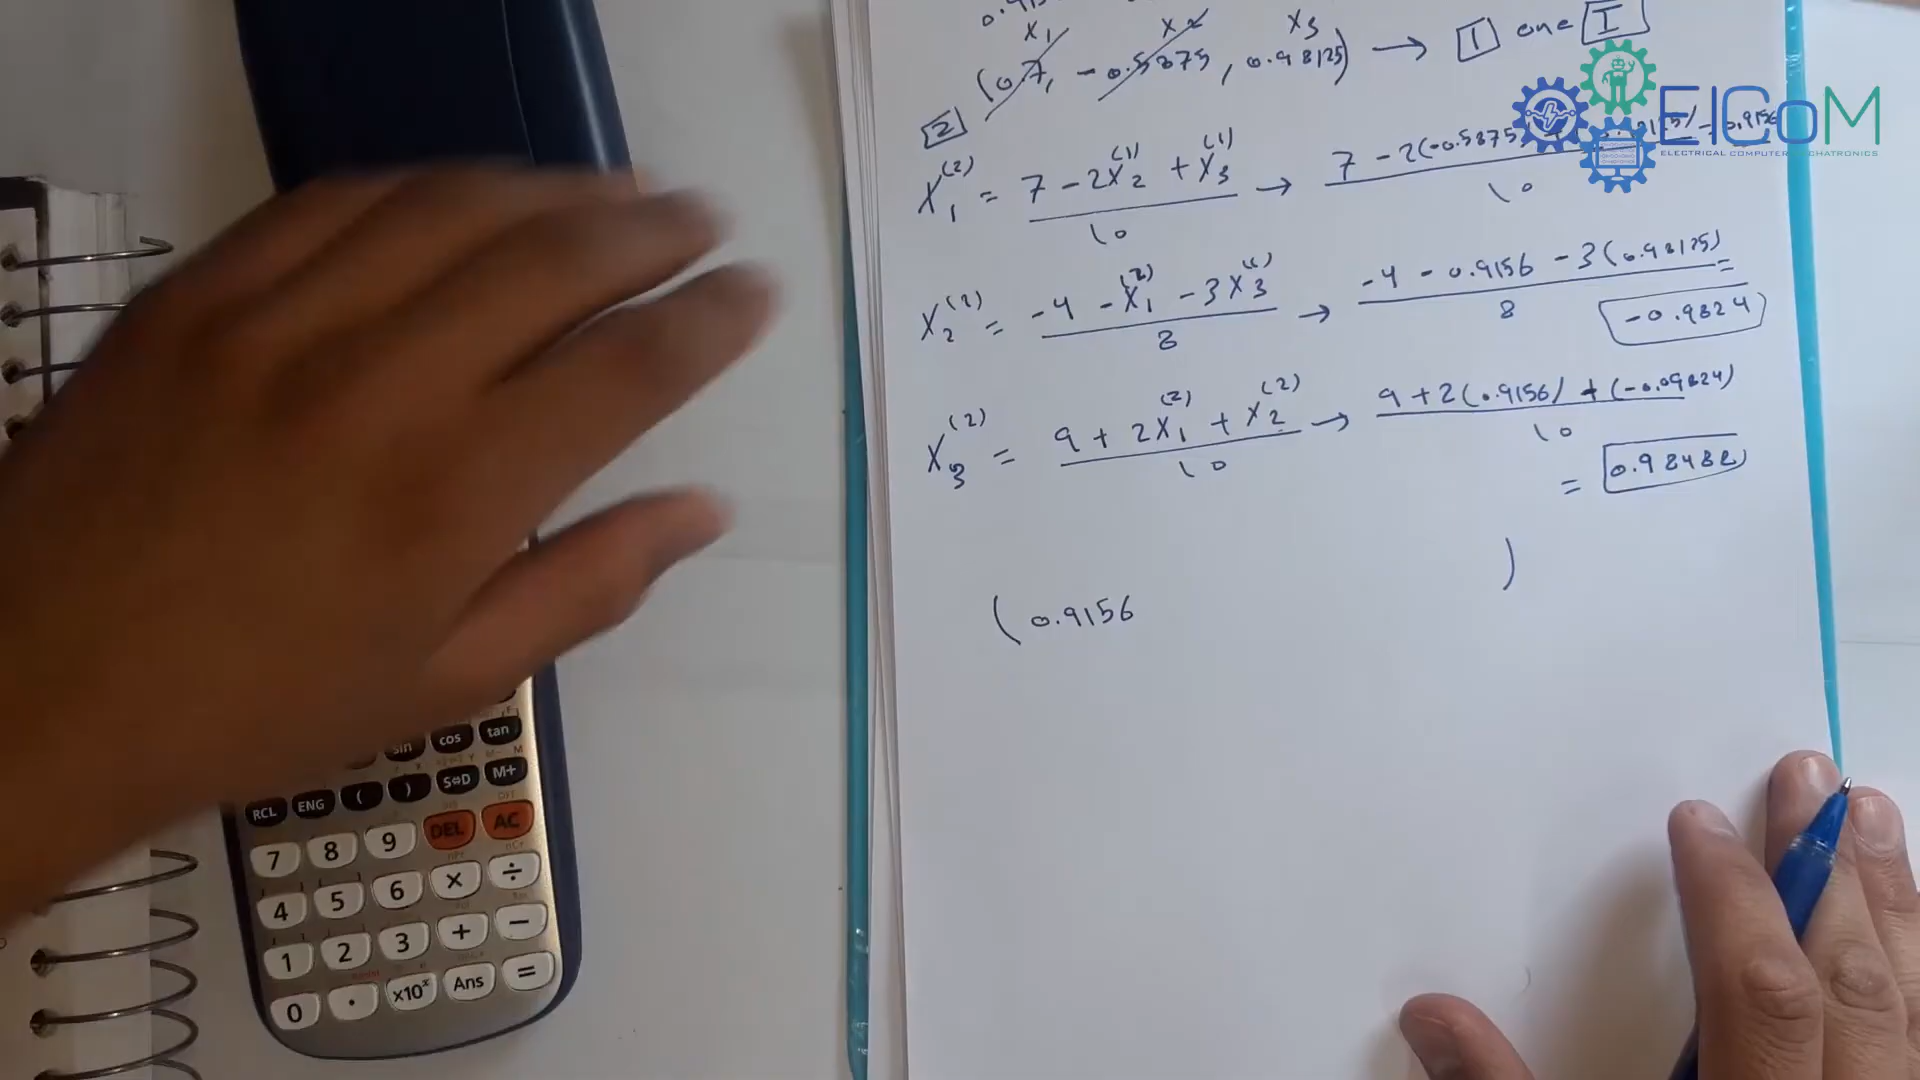 x₁ x₂ x₃
(0.7, -0.5875, 0.98125) → 1 one I
EICoM
ELECTRICAL COMPUTER MECHATRONICS
2
X₁⁽²⁾ = 7 - 2X₂⁽¹⁾ + X₃⁽¹⁾ / 10 → 7 - 2(-0.5875) / 10 = 0.9156
X₂⁽²⁾ = -4 - X₁⁽²⁾ - 3X₃⁽¹⁾ / 8 → -4 - 0.9156 - 3(0.98125) / 8 = -0.9824
X₃⁽²⁾ = 9 + 2X₁⁽²⁾ + X₂⁽²⁾ / 10 → 9 + 2(0.9156) + (-0.09824) / 10
= 0.98488
(0.9156 )
sin cos tan
RCL ENG ( ) S⇔D M+
7 8 9 DEL AC
4 5 6 × ÷
1 2 3 + −
0 . ×10ˣ Ans =